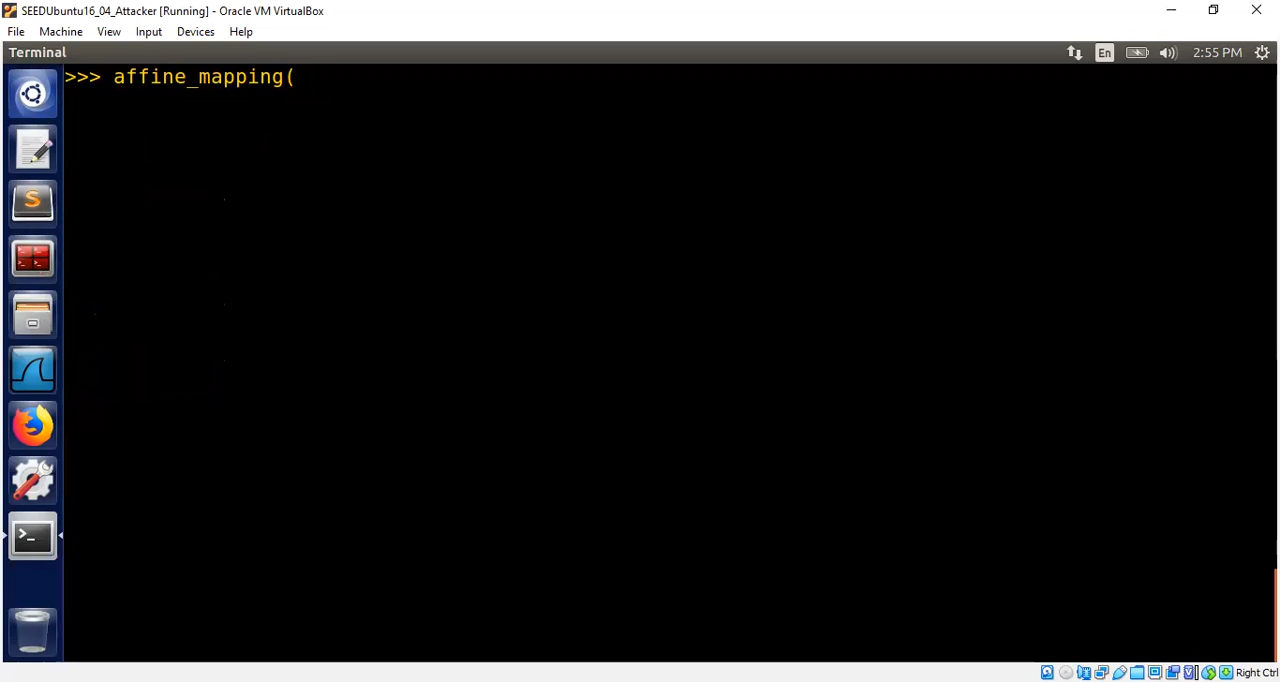 SEEDUbuntu16_04_Attacker [Running] - Oracle VM VirtualBox
File Machine View Input Devices Help
Terminal En 2:55 PM
>>> affine_mapping(
S
>_
Right Ctrl